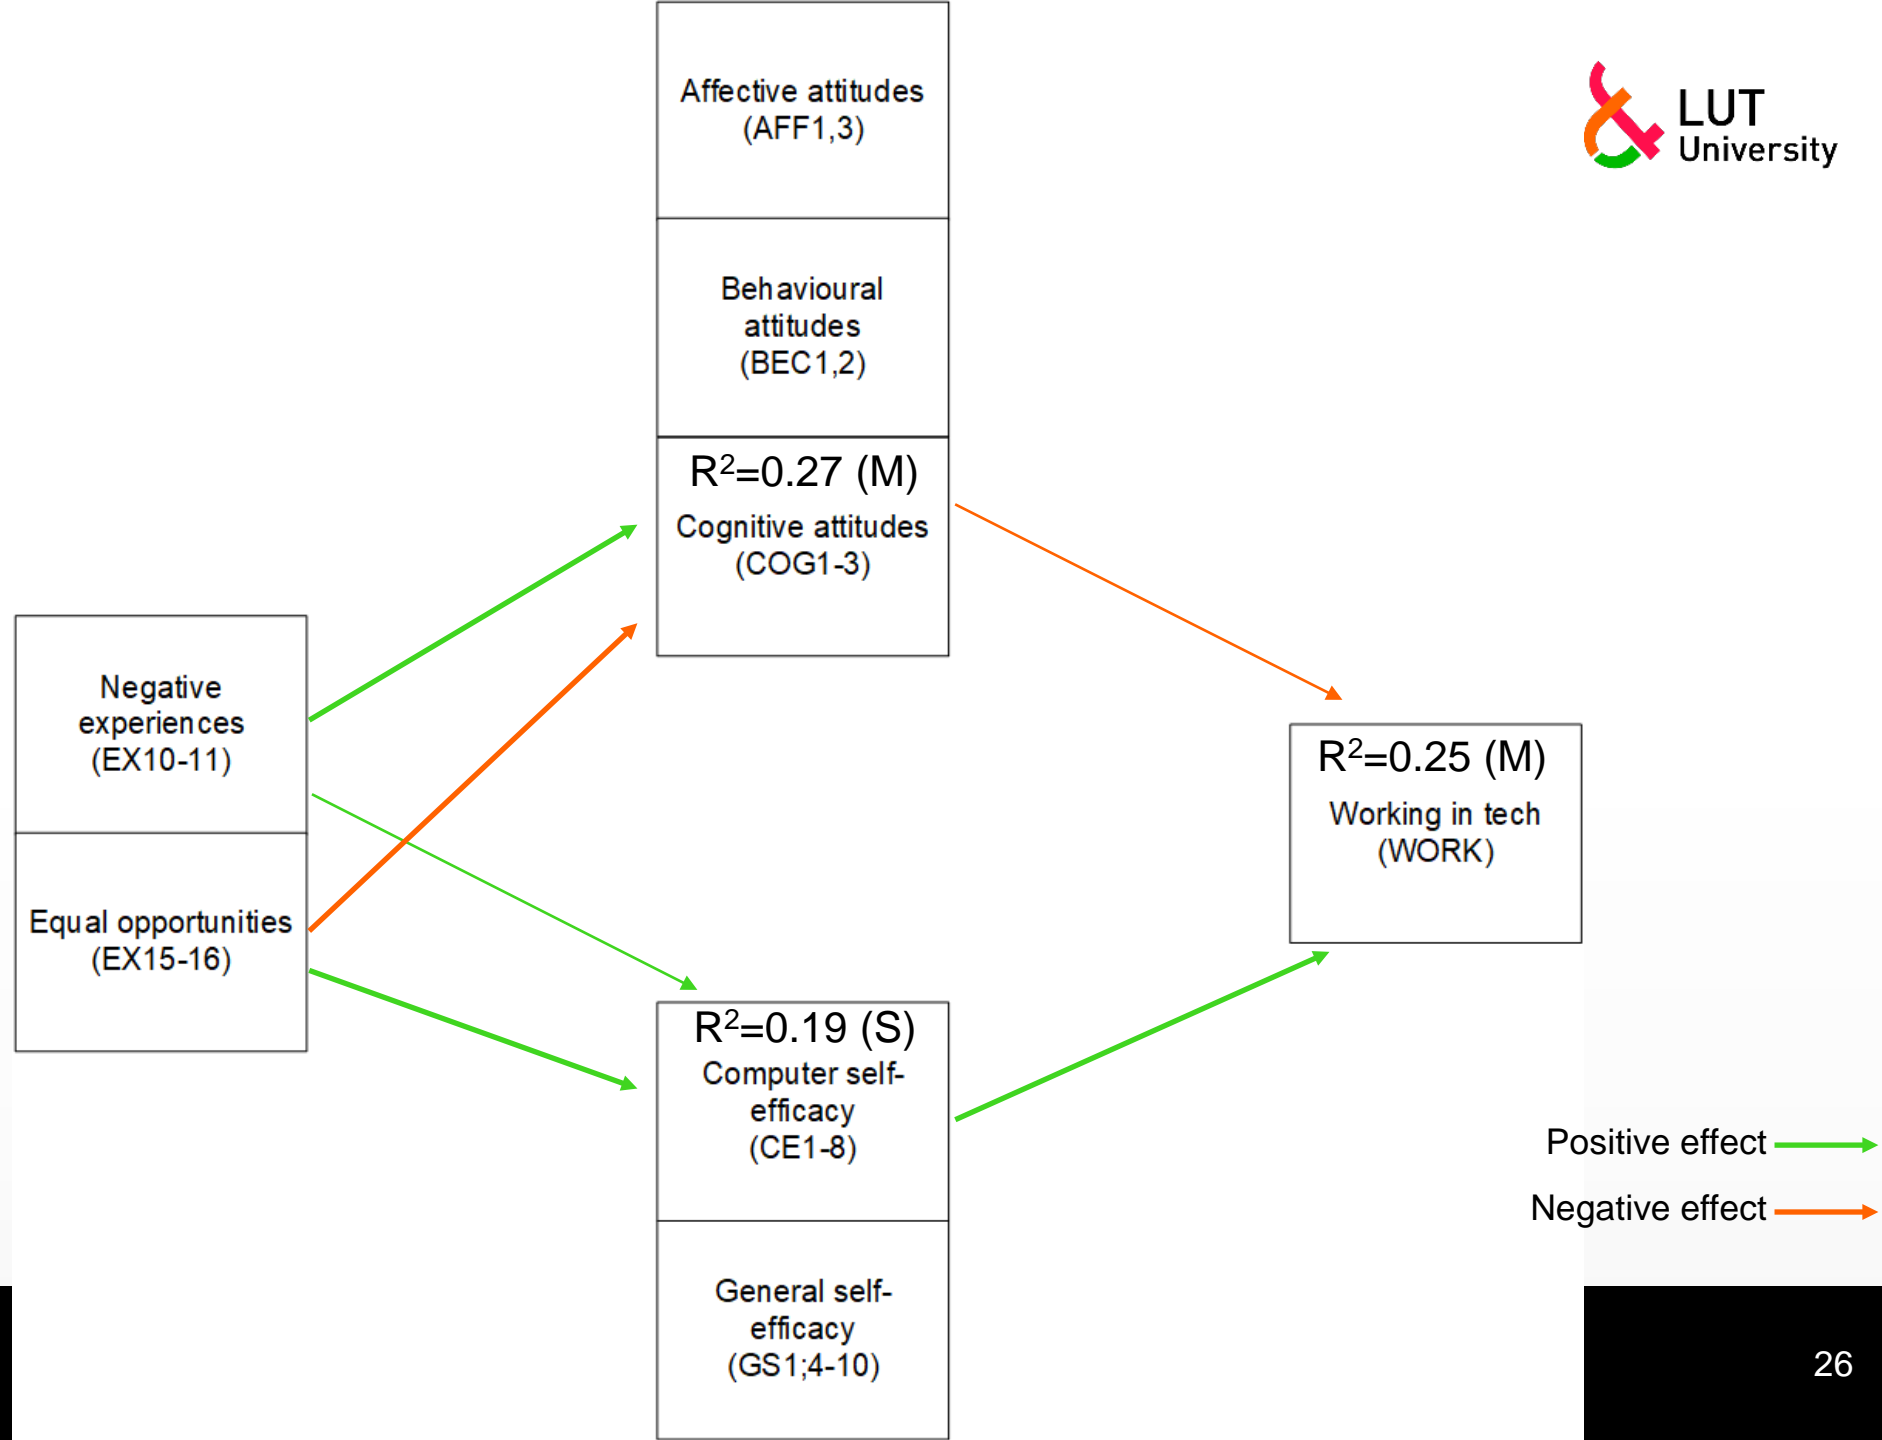 Affective attitudes
(AFF1,3)
LUT
University
Behavioural
attitudes
(BEC1,2)
R²=0.27 (M)
Cognitive attitudes
(COG1-3)
Negative
experiences
(EX10-11)
Equal opportunities
(EX15-16)
R²=0.25 (M)
Working in tech
(WORK)
R²=0.19 (S)
Computer self-
efficacy
(CE1-8)
General self-
efficacy
(GS1;4-10)
Positive effect
Negative effect
26